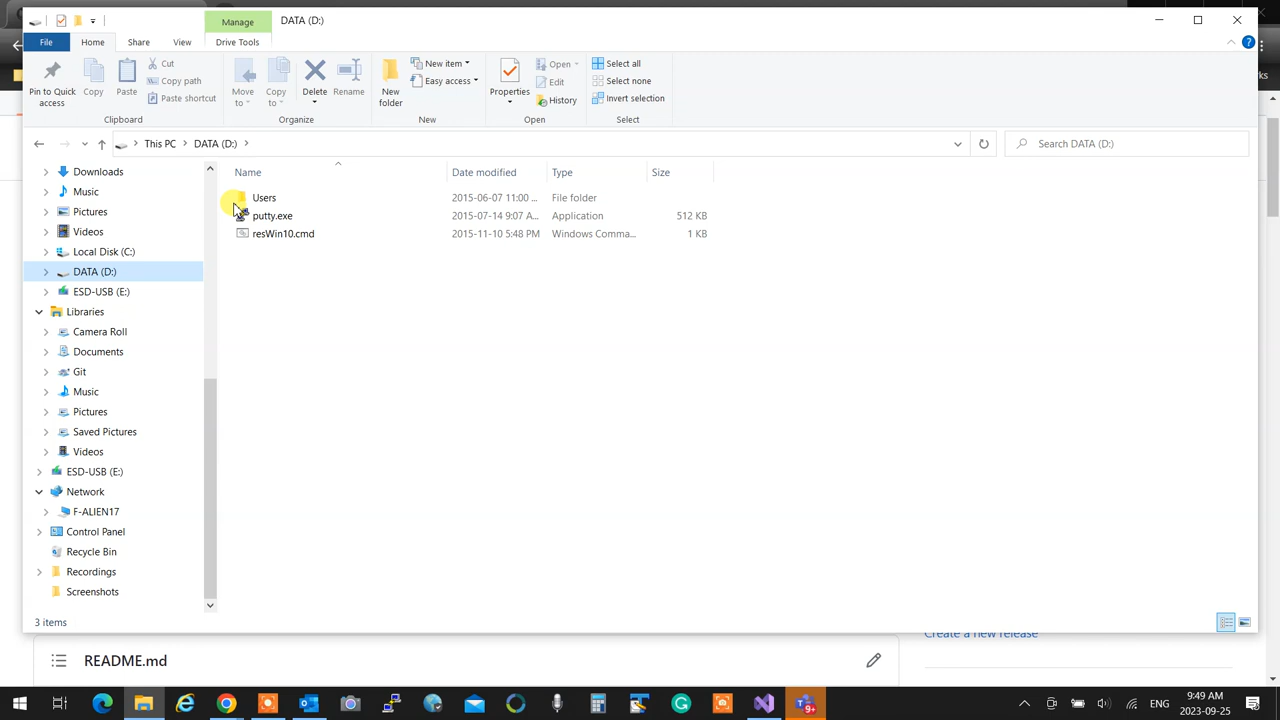 Manage
DATA (D:)
File
Home
Share
View
Drive Tools
Pin to Quick access
Copy
Paste
Cut
Copy path
Paste shortcut
Clipboard
Move to
Copy to
Delete
Rename
Organize
New folder
New item
Easy access
New
Properties
Open
Edit
History
Open
Select all
Select none
Invert selection
Select
This PC
DATA (D:)
Search DATA (D:)
Name
Date modified
Type
Size
Users
2015-06-07 11:00 ...
File folder
putty.exe
2015-07-14 9:07 A...
Application
512 KB
resWin10.cmd
2015-11-10 5:48 PM
Windows Comma...
1 KB
Downloads
Music
Pictures
Videos
Local Disk (C:)
DATA (D:)
ESD-USB (E:)
Libraries
Camera Roll
Documents
Git
Music
Pictures
Saved Pictures
Videos
ESD-USB (E:)
Network
F-ALIEN17
Control Panel
Recycle Bin
Recordings
Screenshots
3 items
Create a new release
README.md
9+
ENG
9:49 AM
2023-09-25